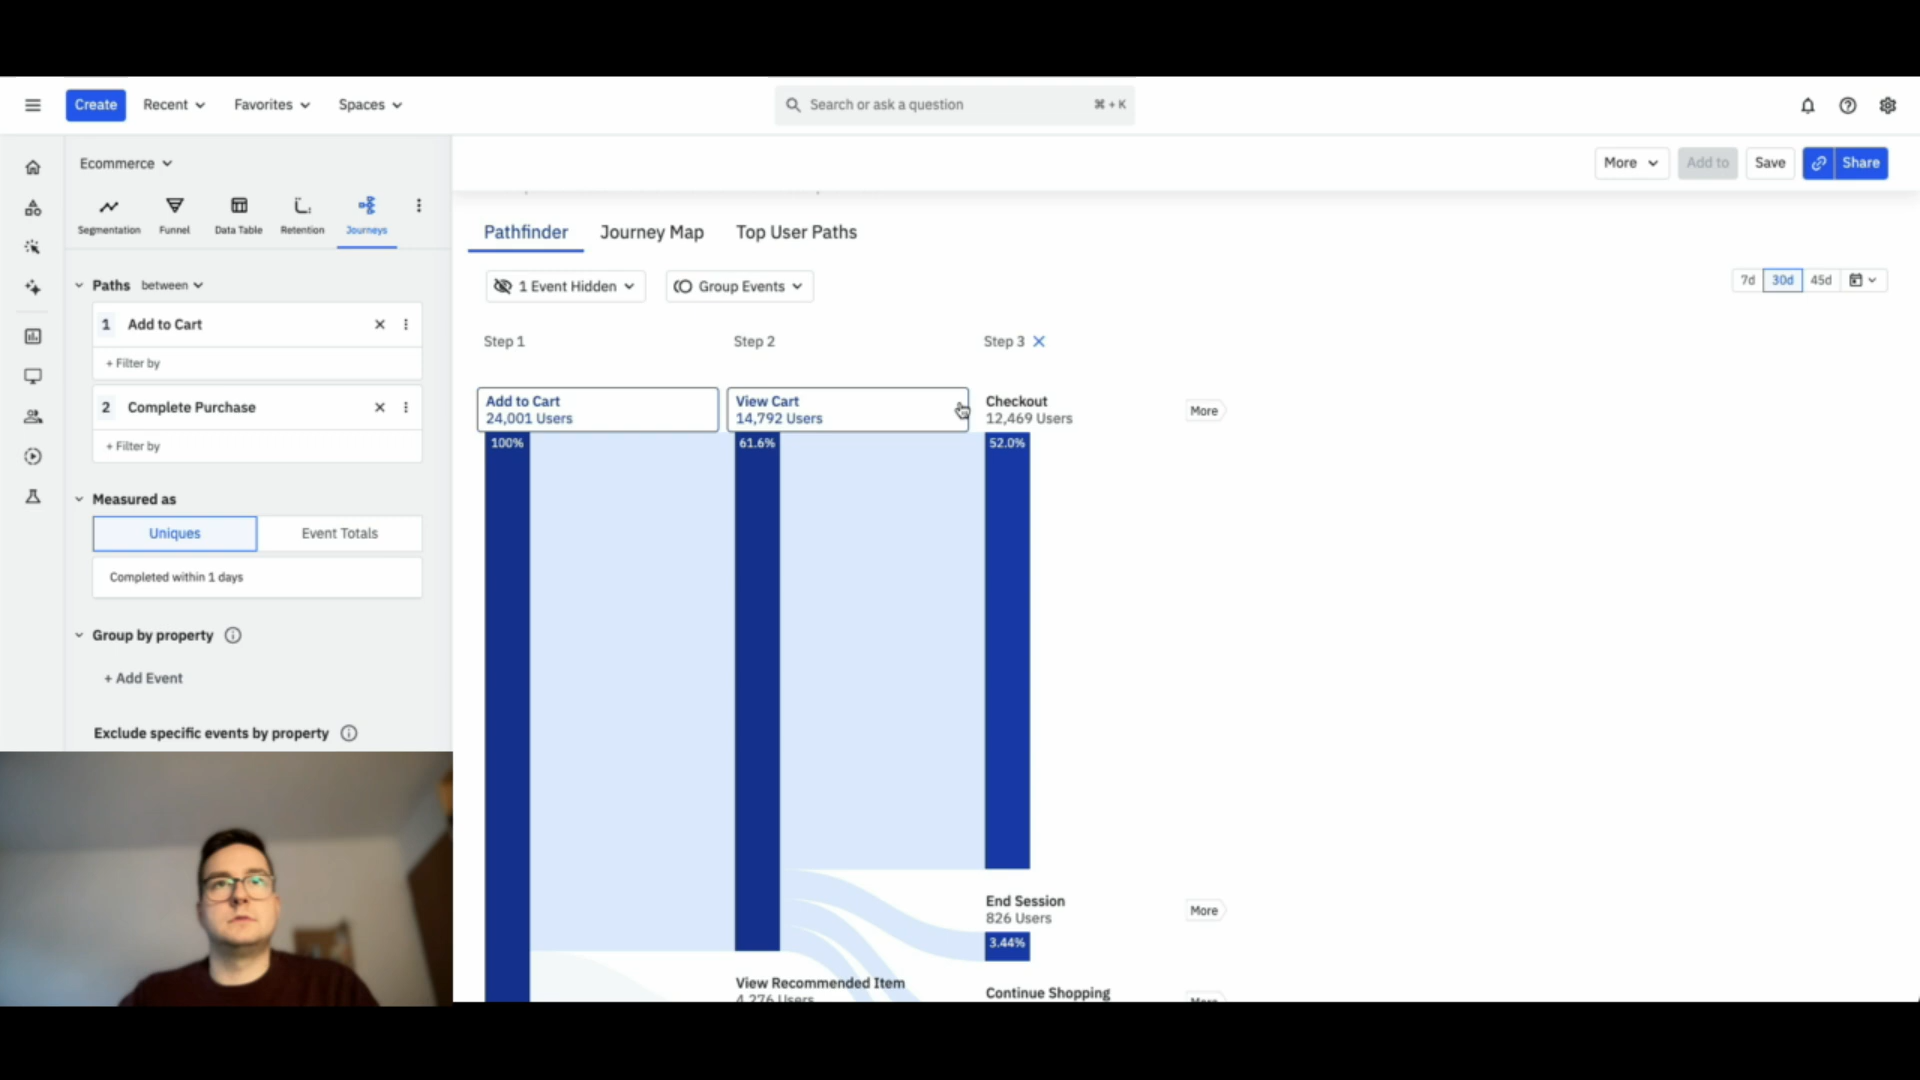 Create
Recent
Favorites
Spaces
Search or ask a question
⌘ + K
Ecommerce
More
Add to
Save
Share
Segmentation
Funnel
Data Table
Retention
Journeys
Pathfinder
Journey Map
Top User Paths
Paths between
1 Event Hidden
Group Events
7d
30d
45d
1 Add to Cart
+ Filter by
2 Complete Purchase
+ Filter by
Measured as
Uniques
Event Totals
Completed within 1 days
Group by property
+ Add Event
Exclude specific events by property
Step 1
Step 2
Step 3
Add to Cart
24,001 Users
100%
View Cart
14,792 Users
61.6%
Checkout
12,469 Users
52.0%
More
End Session
826 Users
3.44%
More
View Recommended Item
4,276 Users
Continue Shopping
More